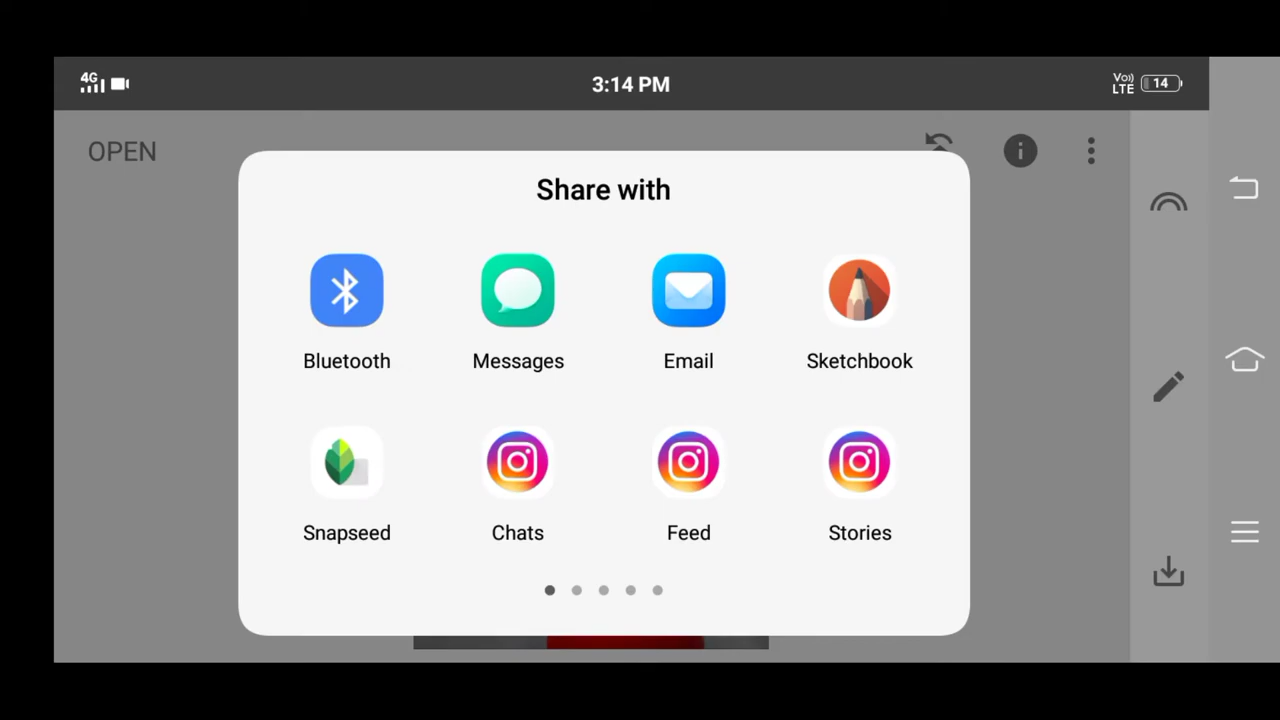 4G 3:14 PM Vo)) LTE 14
OPEN
Share with
Bluetooth Messages Email Sketchbook
Snapseed Chats Feed Stories